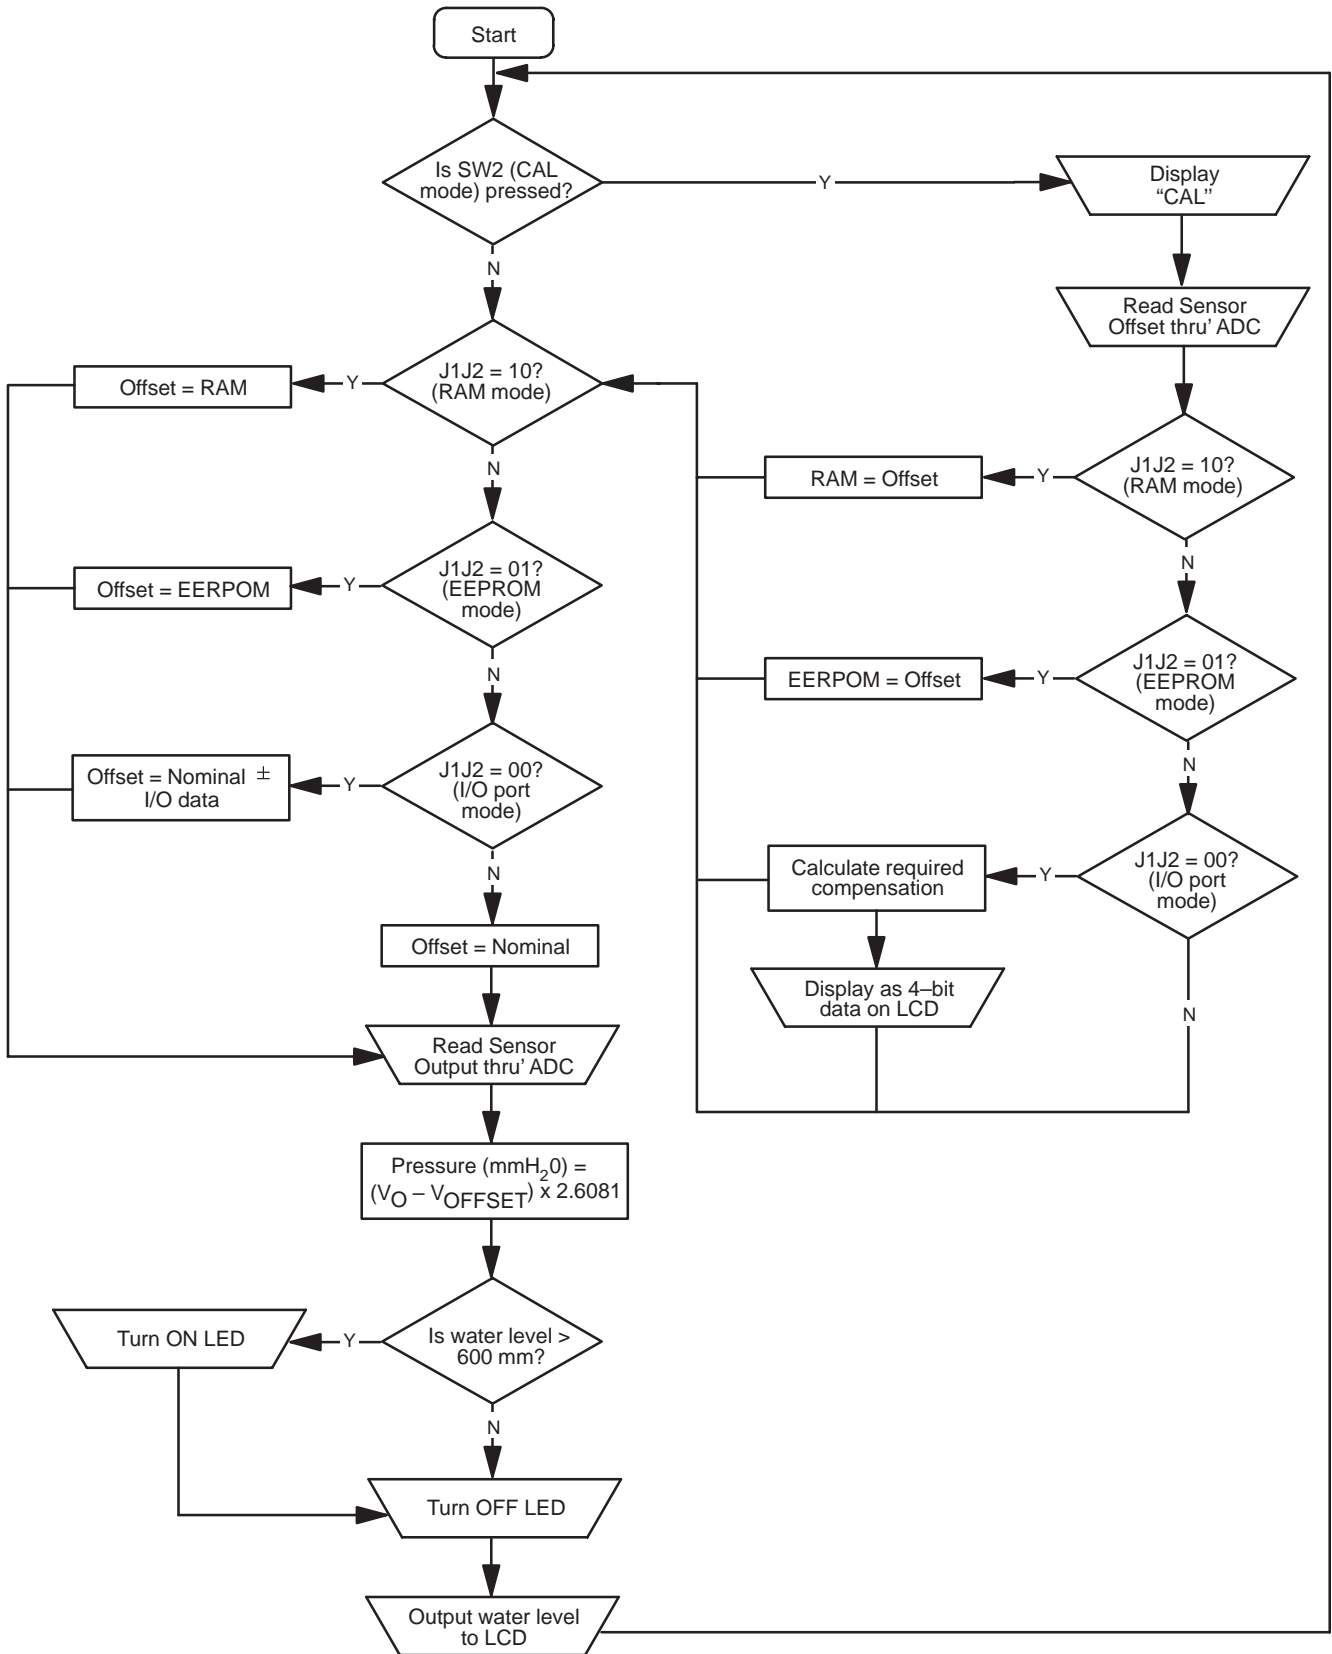 Start
Is SW2 (CAL
mode) pressed?
Y
Display
“CAL”
N
Read Sensor
Offset thru’ ADC
J1J2 = 10?
(RAM mode)
Y
Offset = RAM
N
J1J2 = 10?
(RAM mode)
Y
RAM = Offset
N
J1J2 = 01?
(EEPROM
mode)
Y
Offset = EERPOM
N
J1J2 = 01?
(EEPROM
mode)
Y
EERPOM = Offset
N
J1J2 = 00?
(I/O port
mode)
Y
Offset = Nominal ±
I/O data
N
J1J2 = 00?
(I/O port
mode)
Y
Calculate required
compensation
N
Display as 4–bit
data on LCD
Offset = Nominal
Read Sensor
Output thru’ ADC
Pressure (mmH20) =
(VO – VOFFSET) x 2.6081
Is water level >
600 mm?
Y
Turn ON LED
N
Turn OFF LED
Output water level
to LCD